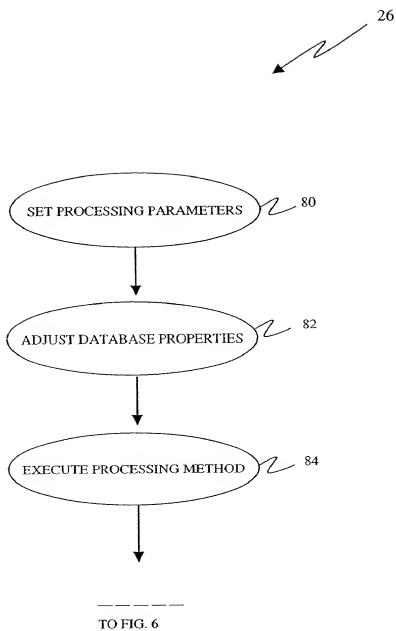 26
SET PROCESSING PARAMETERS
80
ADJUST DATABASE PROPERTIES
82
EXECUTE PROCESSING METHOD
84
TO FIG. 6